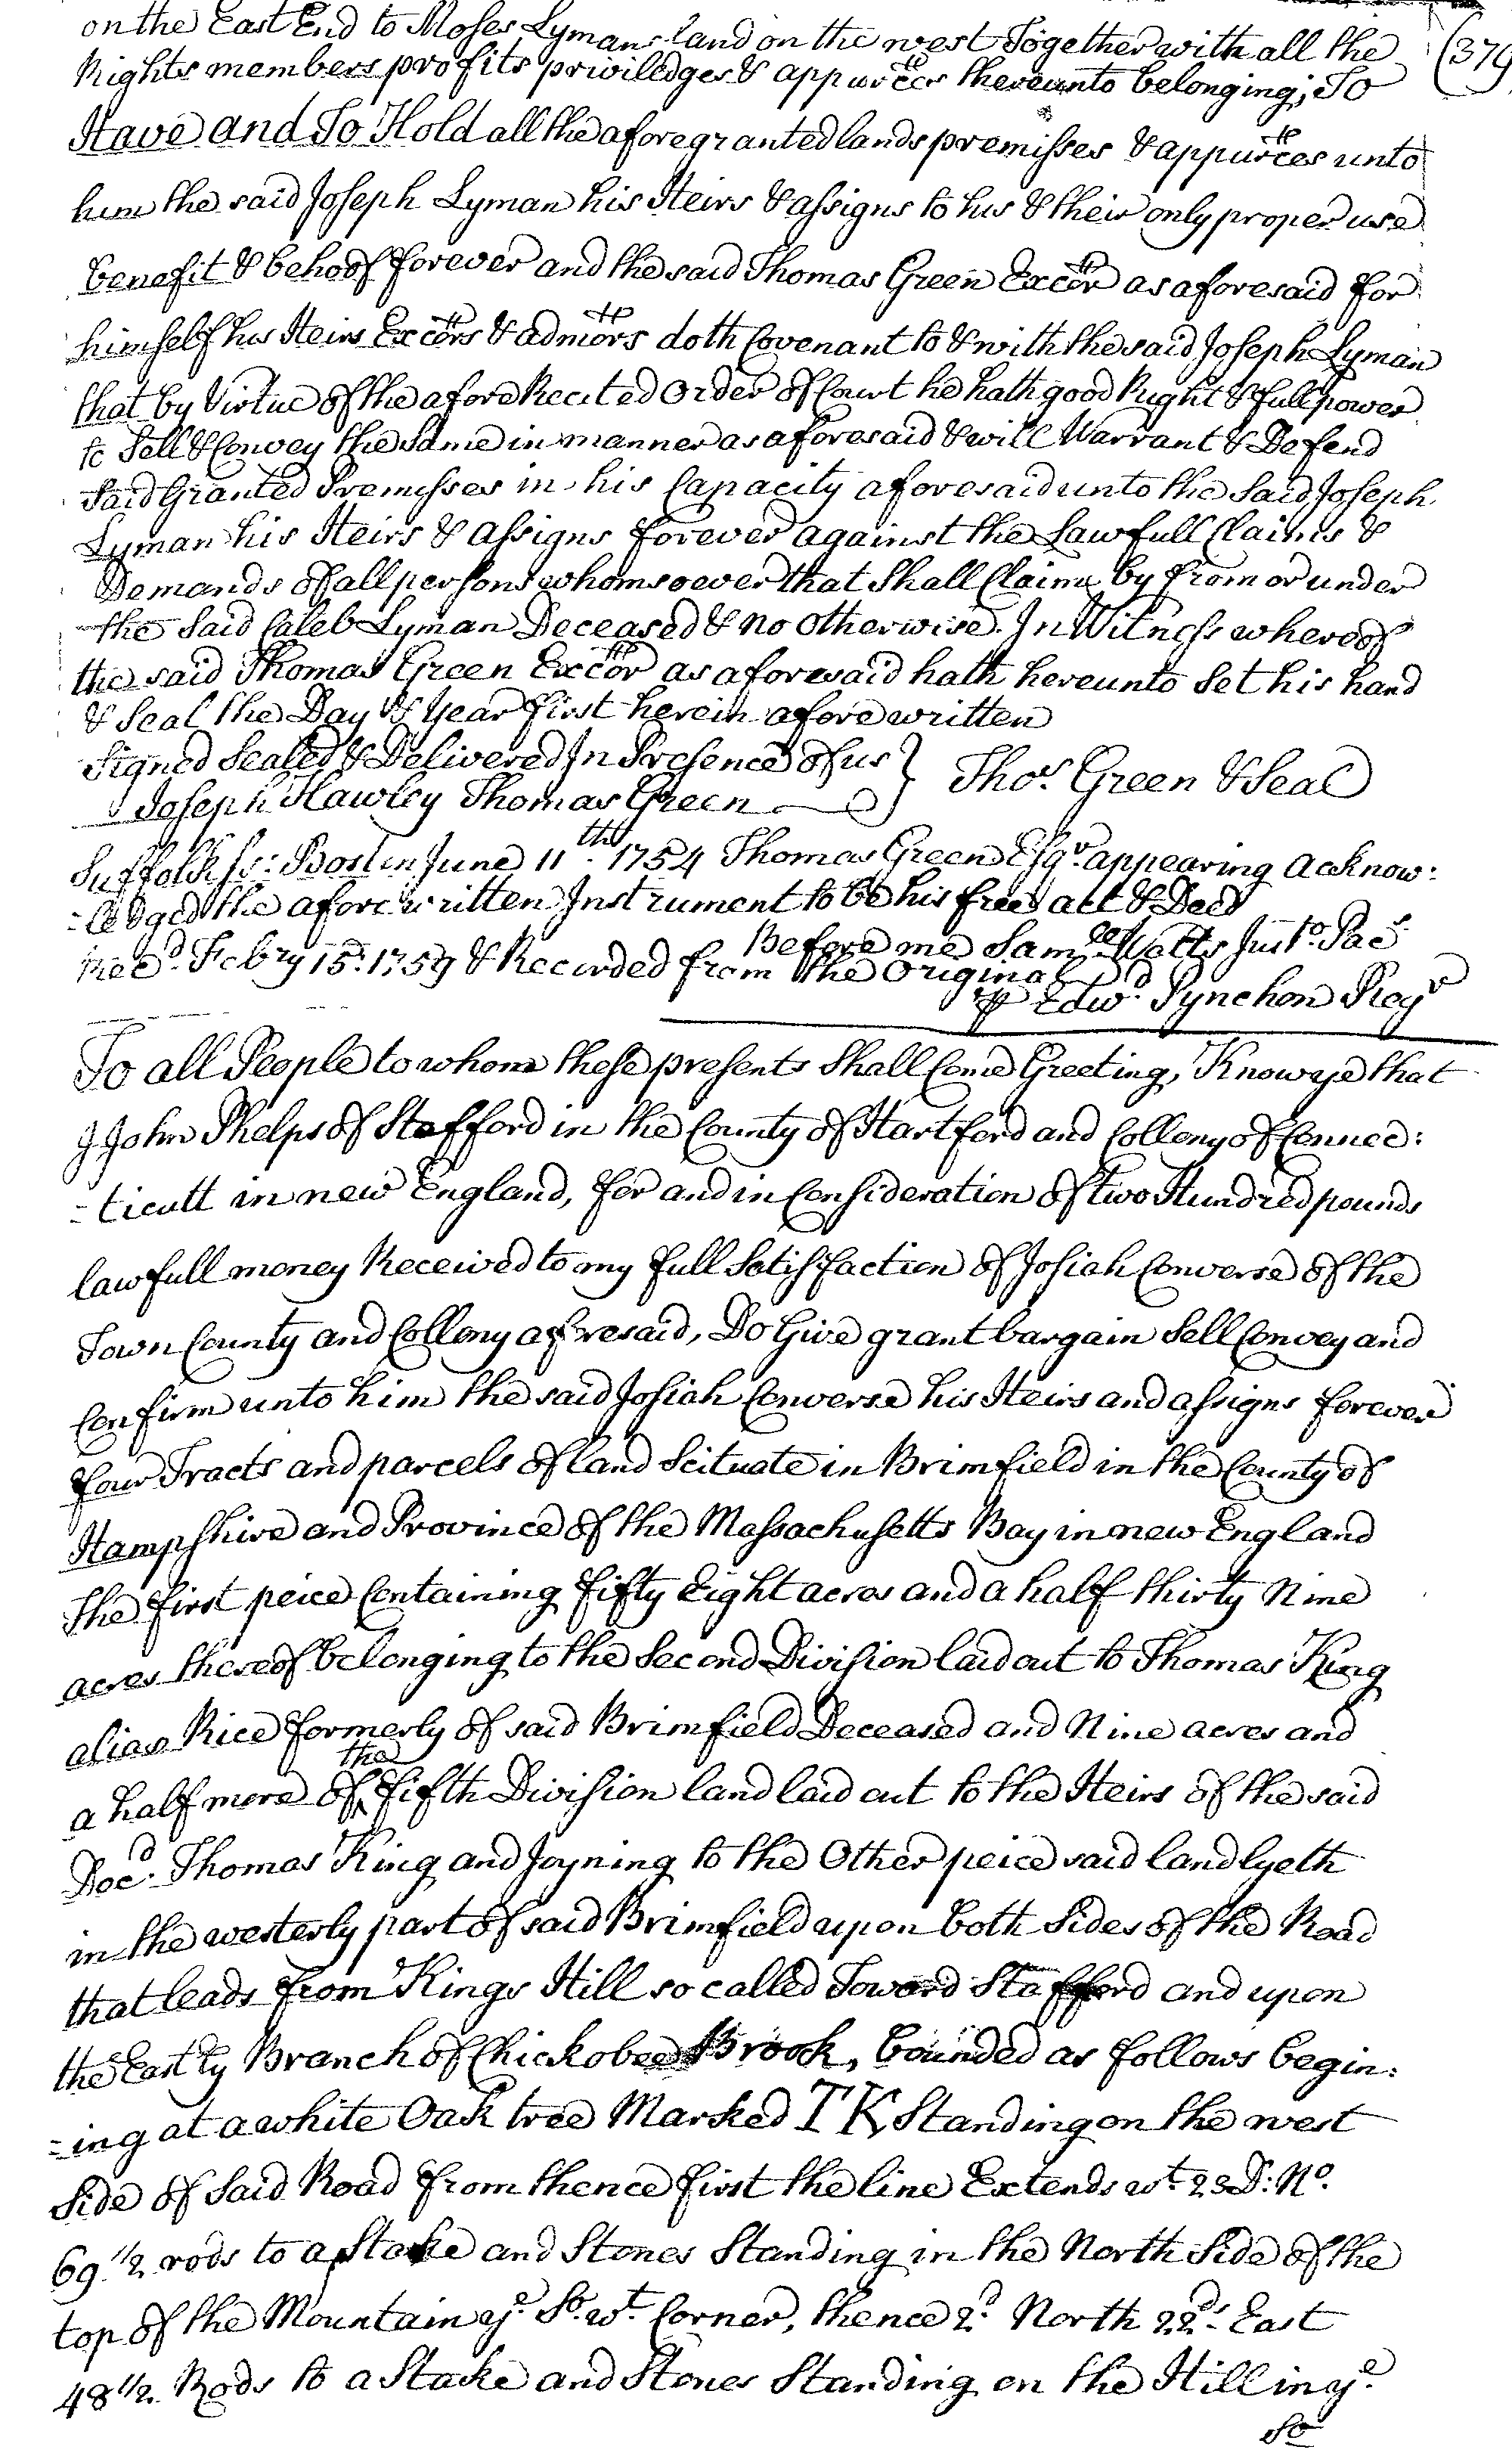 on the East End to Moses Lymans land on the west Together with all the (379
Rights members profits priviledges & appurces thereunto belonging; To
Have and To Hold all the aforegranted lands premisses & appurces unto
him the said Joseph Lyman his Heirs & assigns to his & their only proper use
benefit & behoof forever and the said Thomas Green Excor as aforesaid for
himself his Heirs Excors & admors doth Covenant to & with the said Joseph Lyman
that by Virtue of the afore Recited Order of Court he hath good Right & full power
to Sell & Convey the Same in manner as aforesaid & will Warrant & Defend
Said Granted Premisses in his Capacity aforesaid unto the Said Joseph
Lyman his Heirs & assigns forever against the Lawfull Claims &
Demands of all persons whomsoever that Shall Claim by from or under
the Said Caleb Lyman Deceased & no Otherwise. In Witness whereof
the said Thomas Green Excor as aforesaid hath hereunto Set his hand
& Seal the Day & Year first herein afore written
Signed Sealed & Delivered In Presence of us } Thos. Green & Seal
Joseph Hawley Thomas Green
Suffolk ss: Boston June 11th. 1754 Thomas Green Esqr. appearing Acknow:
=ledged the afore written Instrument to be his free act & Deed
Before me Samll. Watts Justo. Pacs.
Recd. Febry 15. 1759 & Recorded from the Original
⅌ Edwd. Pynchon Regr
To all People to whom these presents Shall Come Greeting, Know ye that
I John Phelps of Stafford in the County of Hartford and Collony of Connec:
=ticutt in new England, for and in Consideration of two Hundred pounds
lawfull money Received to my full Satisfaction of Josiah Converse of the
Town County and Collony aforesaid, Do Give grant bargain Sell Convey and
Confirm unto him the said Josiah Converse his Heirs and assigns forever
four Tracts and parcels of land Scituate in Brimfield in the County of
Hampshire and Province of the Massachusetts Bay in new England
The first peice Containing fifty Eight acres and a half thirty Nine
acres thereof belonging to the Second Division laid out to Thomas King
alias Rice formerly of said Brimfield Deceased and Nine acres and
a half more of ^the fifth Division land laid out to the Heirs of the said
Decd. Thomas King and Joyning to the Other peice said land lyeth
in the westerly part of said Brimfield upon both Sides of the Road
that leads from Kings Hill so called Toward Stafford and upon
the Eastly Branch of Chickobee Brook, bounded as follows begin:
=ing at a white Oak tree Marked TK Standing on the west
Side of Said Road from thence first the line Extends wt. 23 D: No.
69 1/2 rods to a Stake and Stones Standing in the North Side of the
top of the Mountain ye. So. wt. Corner, thence 2d. North 22d. East
48 1/2 Rods to a Stake and Stones Standing on the Hill in ye.
So